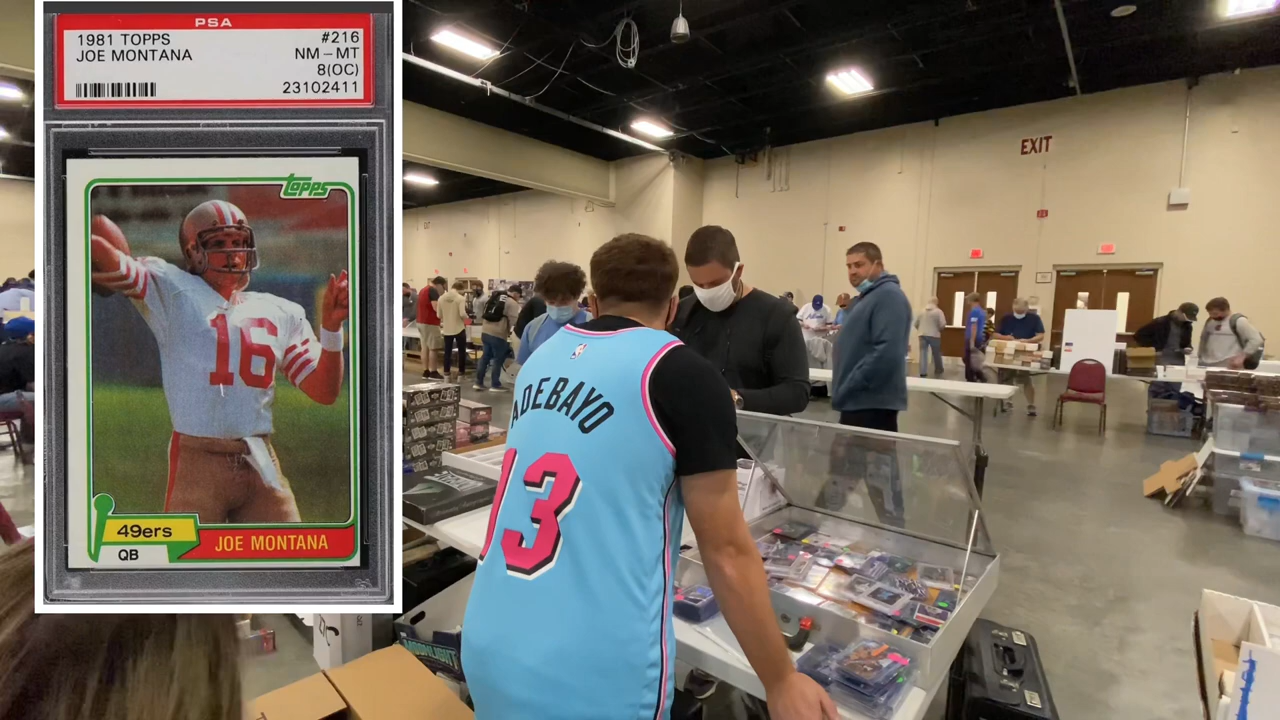 PSA
1981 TOPPS #216
JOE MONTANA NM-MT
8(OC)
23102411
topps
16
49ers
QB
JOE MONTANA
EXIT
ADEBAYO
13